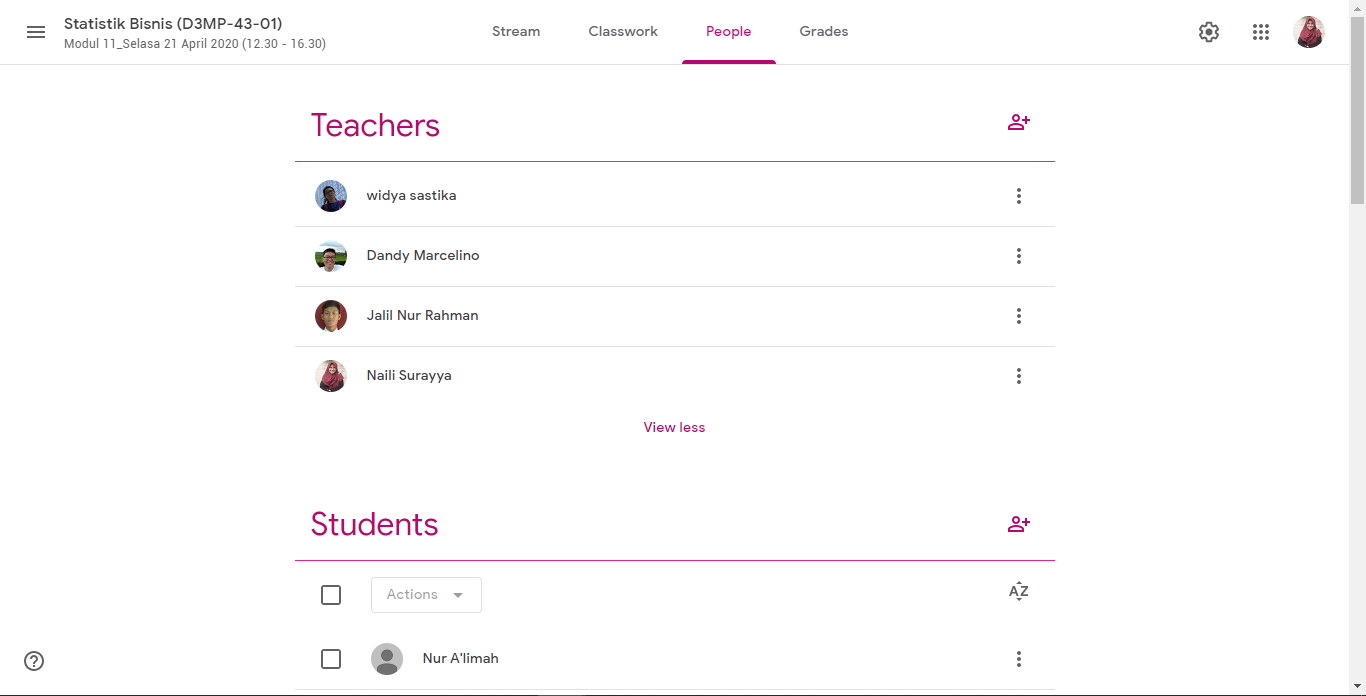 Statistik Bisnis (D3MP-43-01)
Modul 11_Selasa 21 April 2020 (12.30 - 16.30)
Stream
Classwork
People
Grades
Teachers
widya sastika
Dandy Marcelino
Jalil Nur Rahman
Naili Surayya
View less
Students
Actions
AZ
Nur A'limah